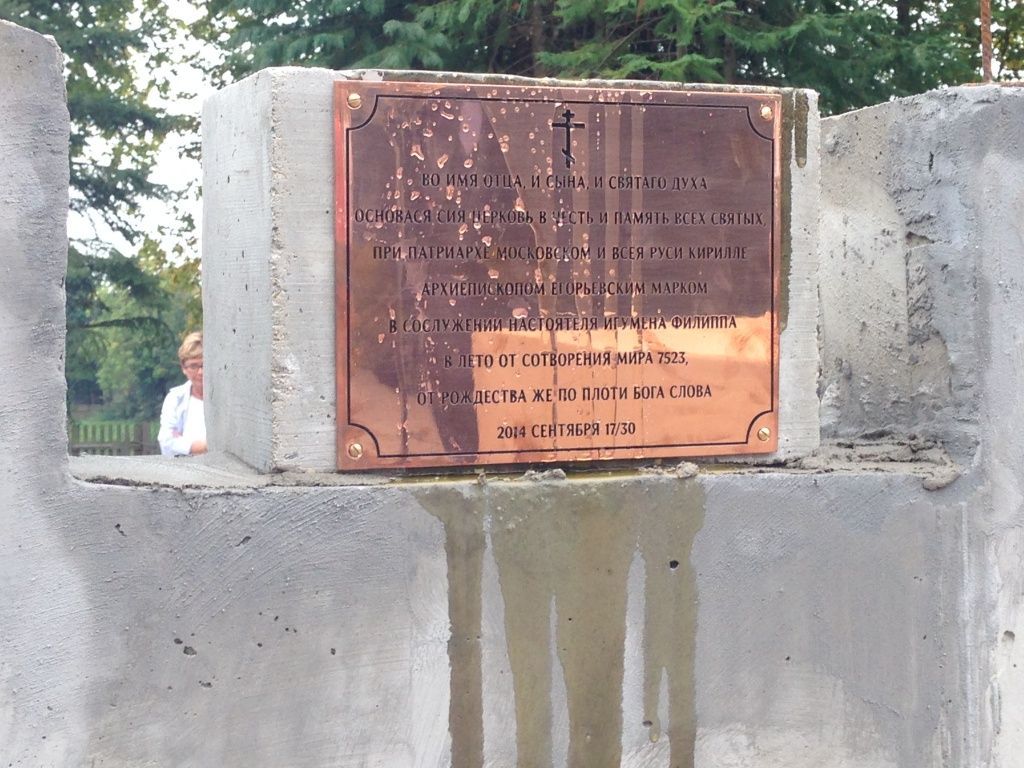 ВО ИМЯ ОТЦА, И СЫНА, И СВЯТАГО ДУХА
ОСНОВАСЯ СИЯ ЦЕРКОВЬ В ЧЕСТЬ И ПАМЯТЬ ВСЕХ СВЯТЫХ,
ПРИ ПАТРИАРХЕ МОСКОВСКОМ И ВСЕЯ РУСИ КИРИЛЛЕ
АРХИЕПИСКОПОМ ЕГОРЬЕВСКИМ МАРКОМ
В СОСЛУЖЕНИИ НАСТОЯТЕЛЯ ИГУМЕНА ФИЛИППА
В ЛЕТО ОТ СОТВОРЕНИЯ МИРА 7523,
ОТ РОЖДЕСТВА ЖЕ ПО ПЛОТИ БОГА СЛОВА
2014 СЕНТЯБРЯ 17/30